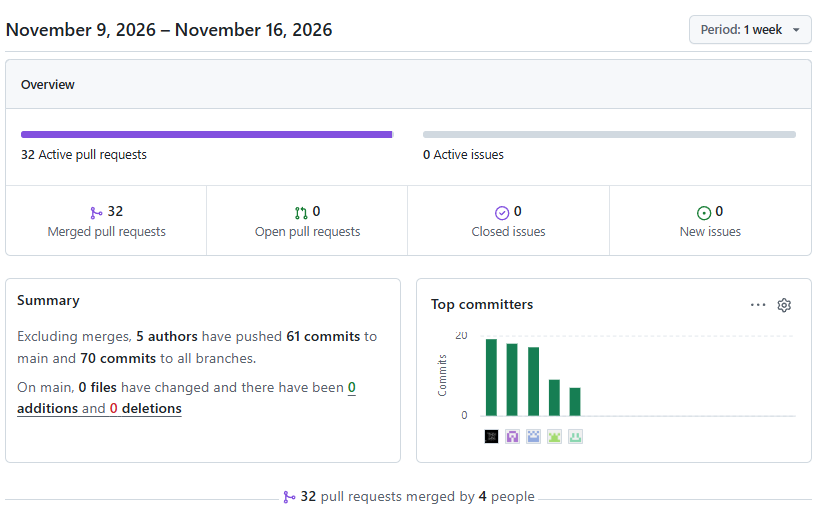 November 9, 2026 – November 16, 2026
Period: 1 week
Overview
32 Active pull requests
0 Active issues
32
Merged pull requests
0
Open pull requests
0
Closed issues
0
New issues
Summary
Excluding merges, 5 authors have pushed 61 commits to
main and 70 commits to all branches.
On main, 0 files have changed and there have been 0
additions and 0 deletions
Top committers
20
Commits
0
32 pull requests merged by 4 people